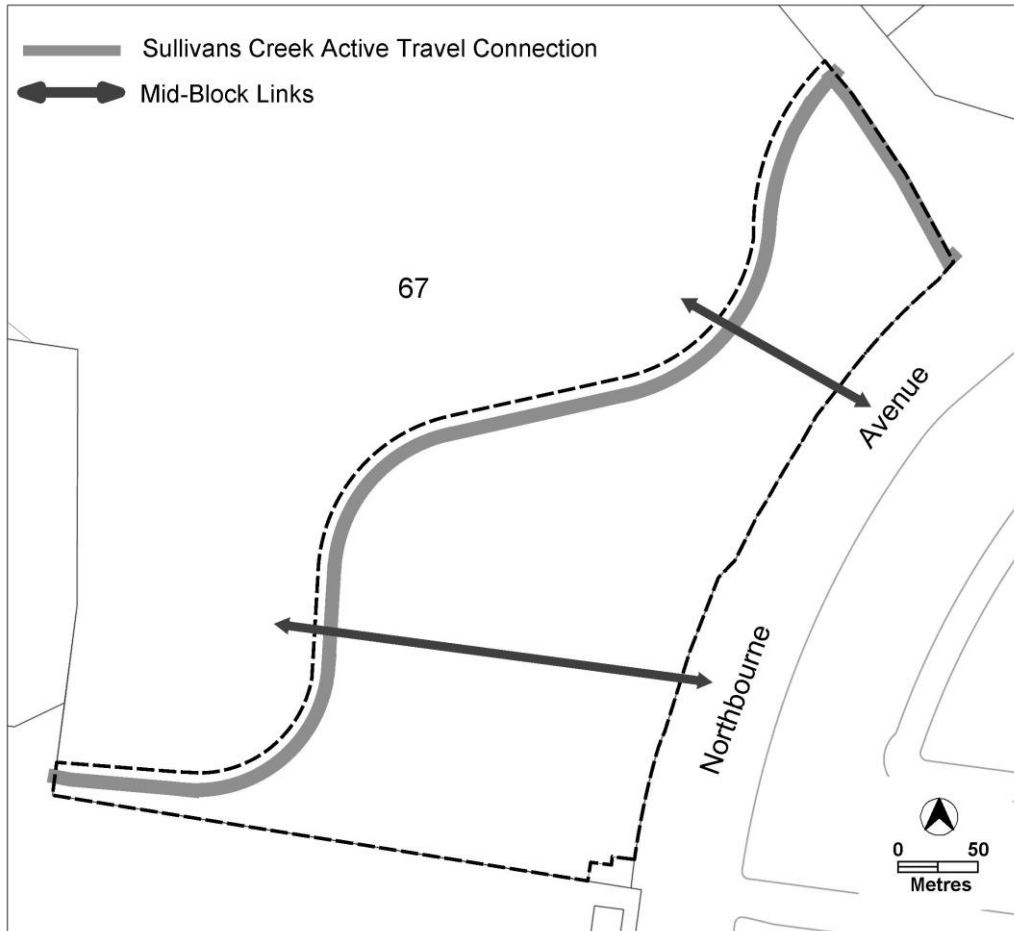 Sullivans Creek Active Travel Connection
Mid-Block Links
67
Avenue
Northbourne
0 50
Metres